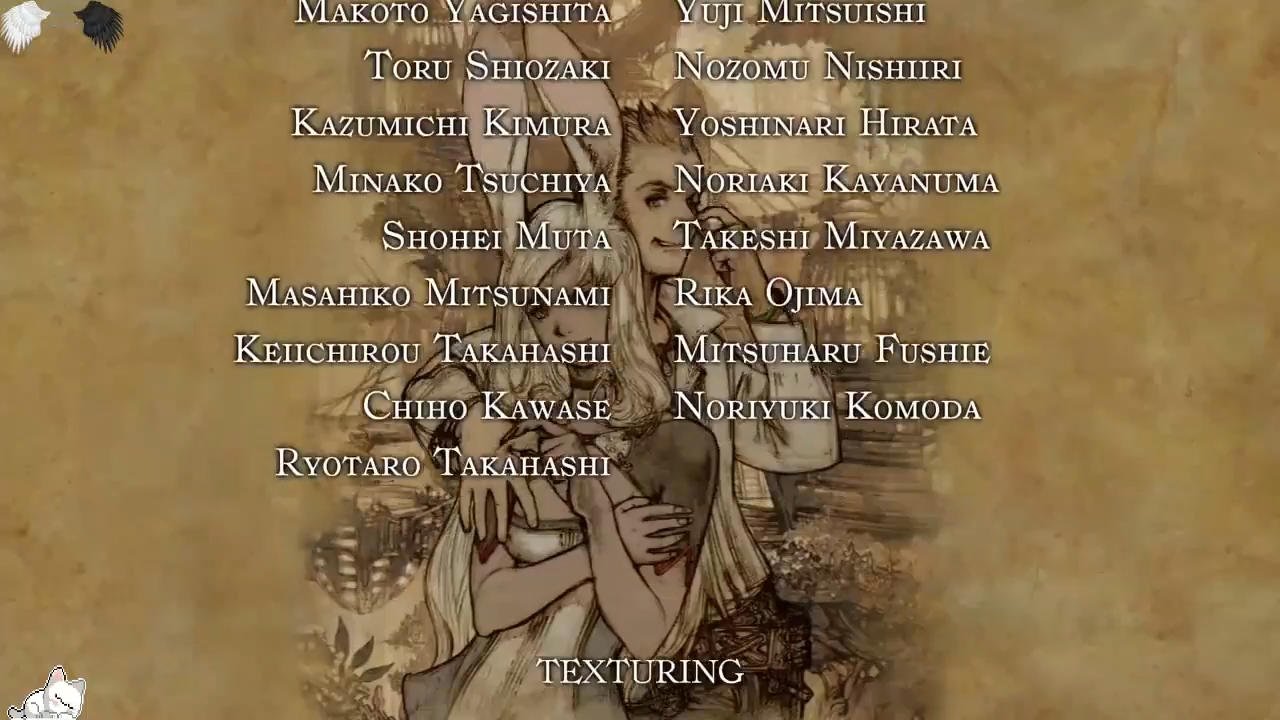 Makoto Yagishita Yuji Mitsuishi
Toru Shiozaki Nozomu Nishiiri
Kazumichi Kimura Yoshinari Hirata
Minako Tsuchiya Noriaki Kayanuma
Shohei Muta Takeshi Miyazawa
Masahiko Mitsunami Rika Ojima
Keiichirou Takahashi Mitsuharu Fushie
Chiho Kawase Noriyuki Komoda
Ryotaro Takahashi
TEXTURING